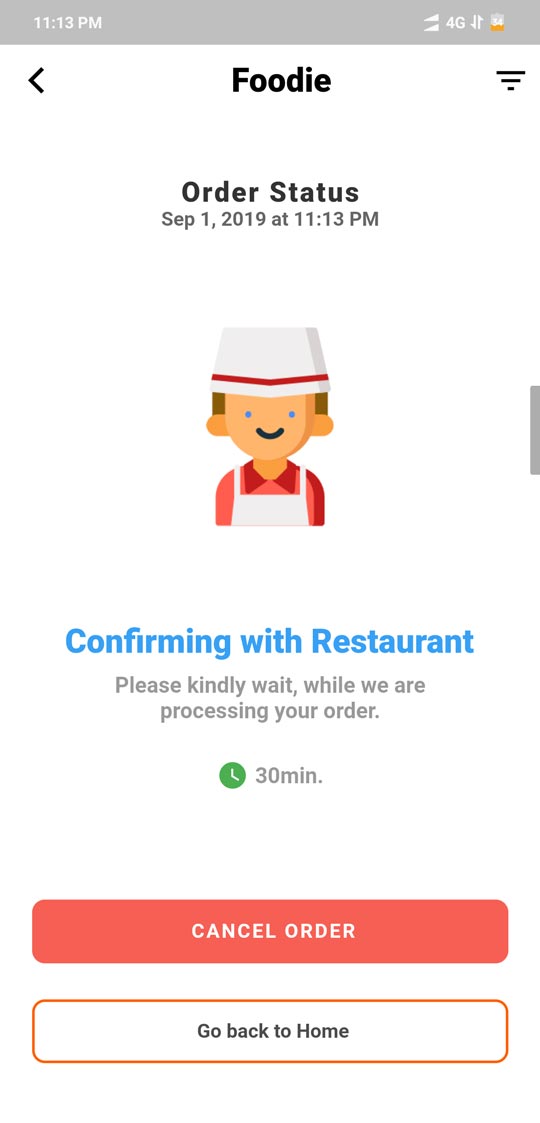 11:13 PM 4G 34
Foodie
Order Status
Sep 1, 2019 at 11:13 PM
Confirming with Restaurant
Please kindly wait, while we are
processing your order.
30min.
CANCEL ORDER
Go back to Home